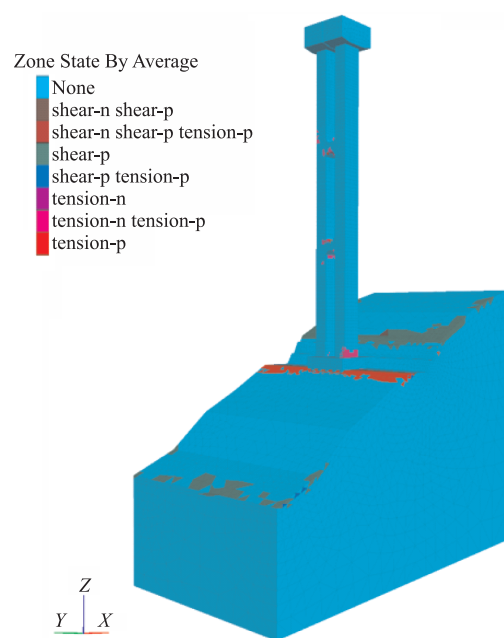 Zone State By Average
None
shear-n shear-p
shear-n shear-p tension-p
shear-p
shear-p tension-p
tension-n
tension-n tension-p
tension-p
Z
Y X